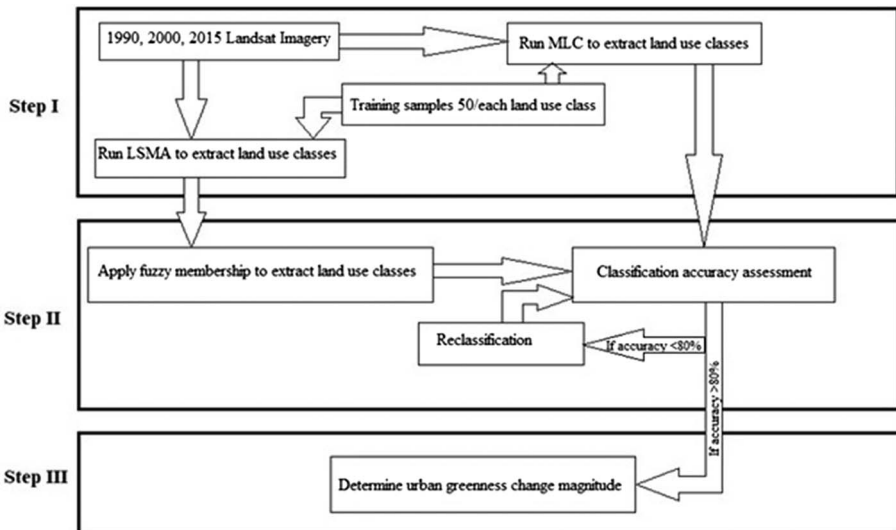 Step I
1990, 2000, 2015 Landsat Imagery
Run MLC to extract land use classes
Training samples 50/each land use class
Run LSMA to extract land use classes
Step II
Apply fuzzy membership to extract land use classes
Classification accuracy assessment
Reclassification
If accuracy <80%
If accuracy >80%
Step III
Determine urban greenness change magnitude